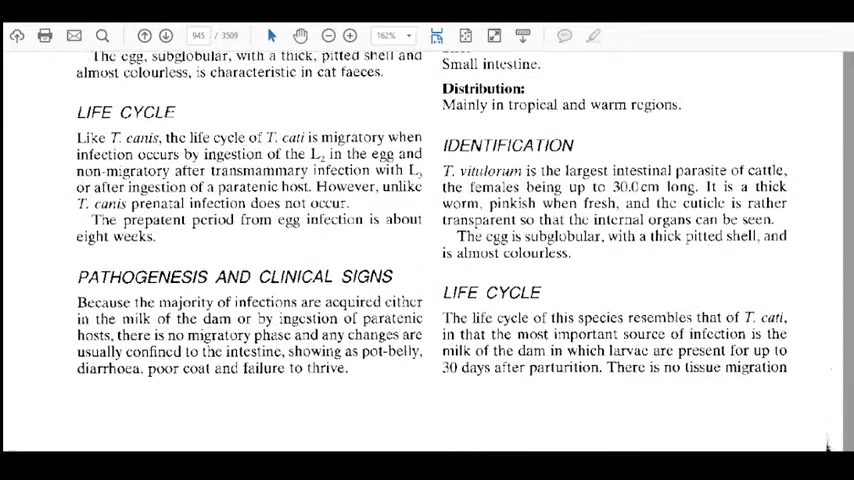 945 / 3509
162%
The egg, subglobular, with a thick, pitted shell and
almost colourless, is characteristic in cat faeces.
LIFE CYCLE
Like T. canis, the life cycle of T. cati is migratory when
infection occurs by ingestion of the L2 in the egg and
non-migratory after transmammary infection with L3
or after ingestion of a paratenic host. However, unlike
T. canis prenatal infection does not occur.
The prepatent period from egg infection is about
eight weeks.
PATHOGENESIS AND CLINICAL SIGNS
Because the majority of infections are acquired either
in the milk of the dam or by ingestion of paratenic
hosts, there is no migratory phase and any changes are
usually confined to the intestine, showing as pot-belly,
diarrhoea, poor coat and failure to thrive.
Small intestine.
Distribution:
Mainly in tropical and warm regions.
IDENTIFICATION
T. vitulorum is the largest intestinal parasite of cattle,
the females being up to 30.0 cm long. It is a thick
worm, pinkish when fresh, and the cuticle is rather
transparent so that the internal organs can be seen.
The egg is subglobular, with a thick pitted shell, and
is almost colourless.
LIFE CYCLE
The life cycle of this species resembles that of T. cati,
in that the most important source of infection is the
milk of the dam in which larvae are present for up to
30 days after parturition. There is no tissue migration